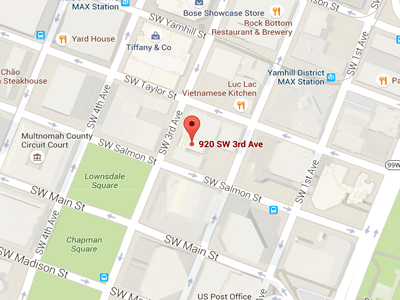 MAX Station
SW Yamhill St
Bose Showcase Store
Rock Bottom
Restaurant & Brewery
Yard House
Tiffany & Co
Yamhill District
MAX Station
Chão
Steakhouse
SW 4th Ave
SW Taylor St
SW 3rd Ave
Luc Lac
Vietnamese Kitchen
SW 1st Ave
Multnomah County
Circuit Court
920 SW 3rd Ave
SW Salmon St
Lownsdale
Square
SW Salmon St
99W
SW Main St
SW 1st Ave
SW 4th Ave
Chapman
Square
SW Main St
SW Madison St
US Post Office